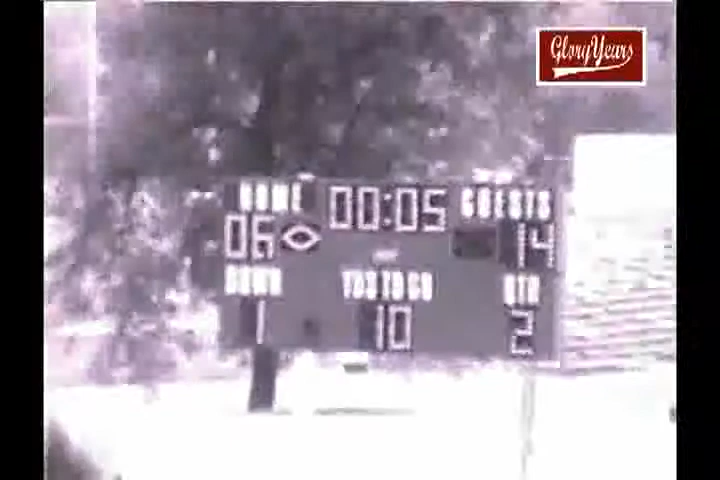 Glory Years
HOME 00:05 GUESTS
06 14
DOWN YDS TO GO QTR
1 10 2